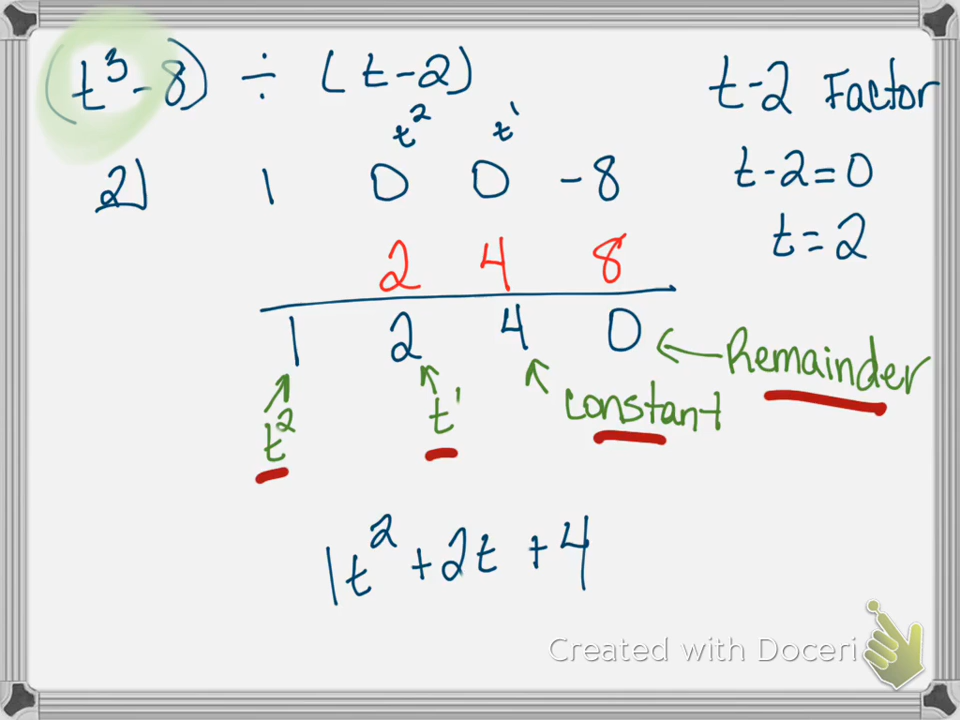 (t³-8) ÷ (t-2)
t-2 Factor
t² t¹
2) 1 0 0 -8
t-2=0
t=2
2 4 8
1 2 4 0 ← Remainder
t² t¹ constant
1t²+2t+4
Created with Doceri